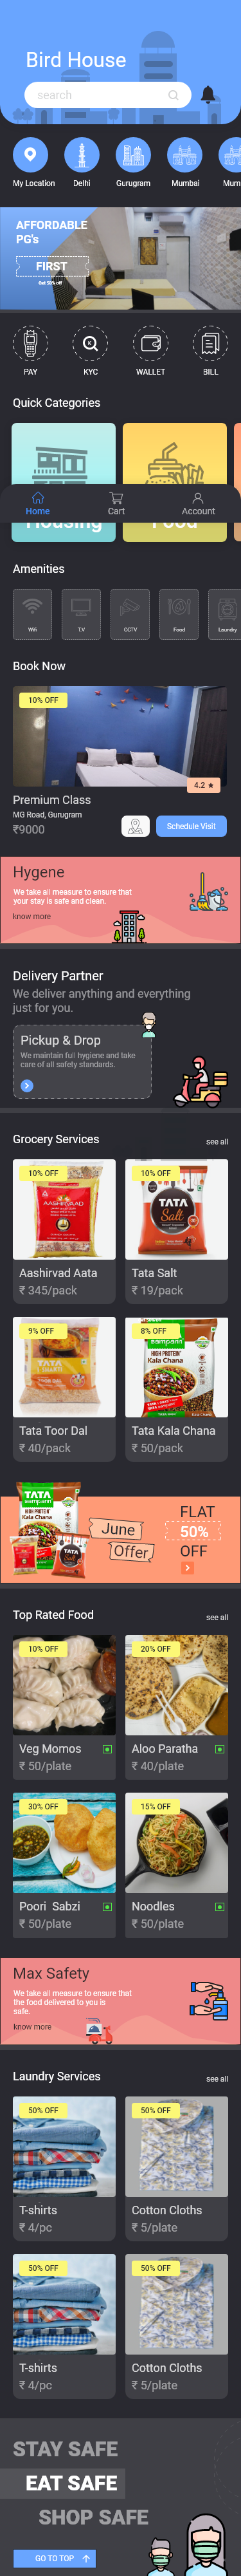 Bird House
search
My Location Delhi Gurugram Mumbai Mum
AFFORDABLE
PG's
FIRST
Get 50% off
PAY KYC WALLET BILL
Quick Categories
Housing Food
Home Cart Account
Amenities
Wifi T.V CCTV Food Laundry
Book Now
10% OFF
4.2 ★
Premium Class
MG Road, Gurugram
₹9000
Schedule Visit
Hygene
We take all measure to ensure that
your stay is safe and clean.
know more
Delivery Partner
We deliver anything and everything
just for you.
Pickup & Drop
We maintain full hygiene and take
care of all safety standards.
Grocery Services see all
10% OFF 10% OFF
AASHIRVAAD
TATA
Salt
Aashirvad Aata Tata Salt
₹ 345/pack ₹ 19/pack
9% OFF 8% OFF
TATA
HIGH PROTEIN*
Kala Chana
Tata Toor Dal Tata Kala Chana
₹ 40/pack ₹ 50/pack
TATA
sampann
HIGH PROTEIN*
Kala Chana
June
Offer
FLAT
50%
OFF
Top Rated Food see all
10% OFF 20% OFF
Veg Momos Aloo Paratha
₹ 50/plate ₹ 40/plate
30% OFF 15% OFF
Poori Sabzi Noodles
₹ 50/plate ₹ 50/plate
Max Safety
We take all measure to ensure that
the food delivered to you is
safe.
know more
Laundry Services see all
50% OFF 50% OFF
T-shirts Cotton Cloths
₹ 4/pc ₹ 5/plate
50% OFF 50% OFF
T-shirts Cotton Cloths
₹ 4/pc ₹ 5/plate
STAY SAFE
EAT SAFE
SHOP SAFE
GO TO TOP